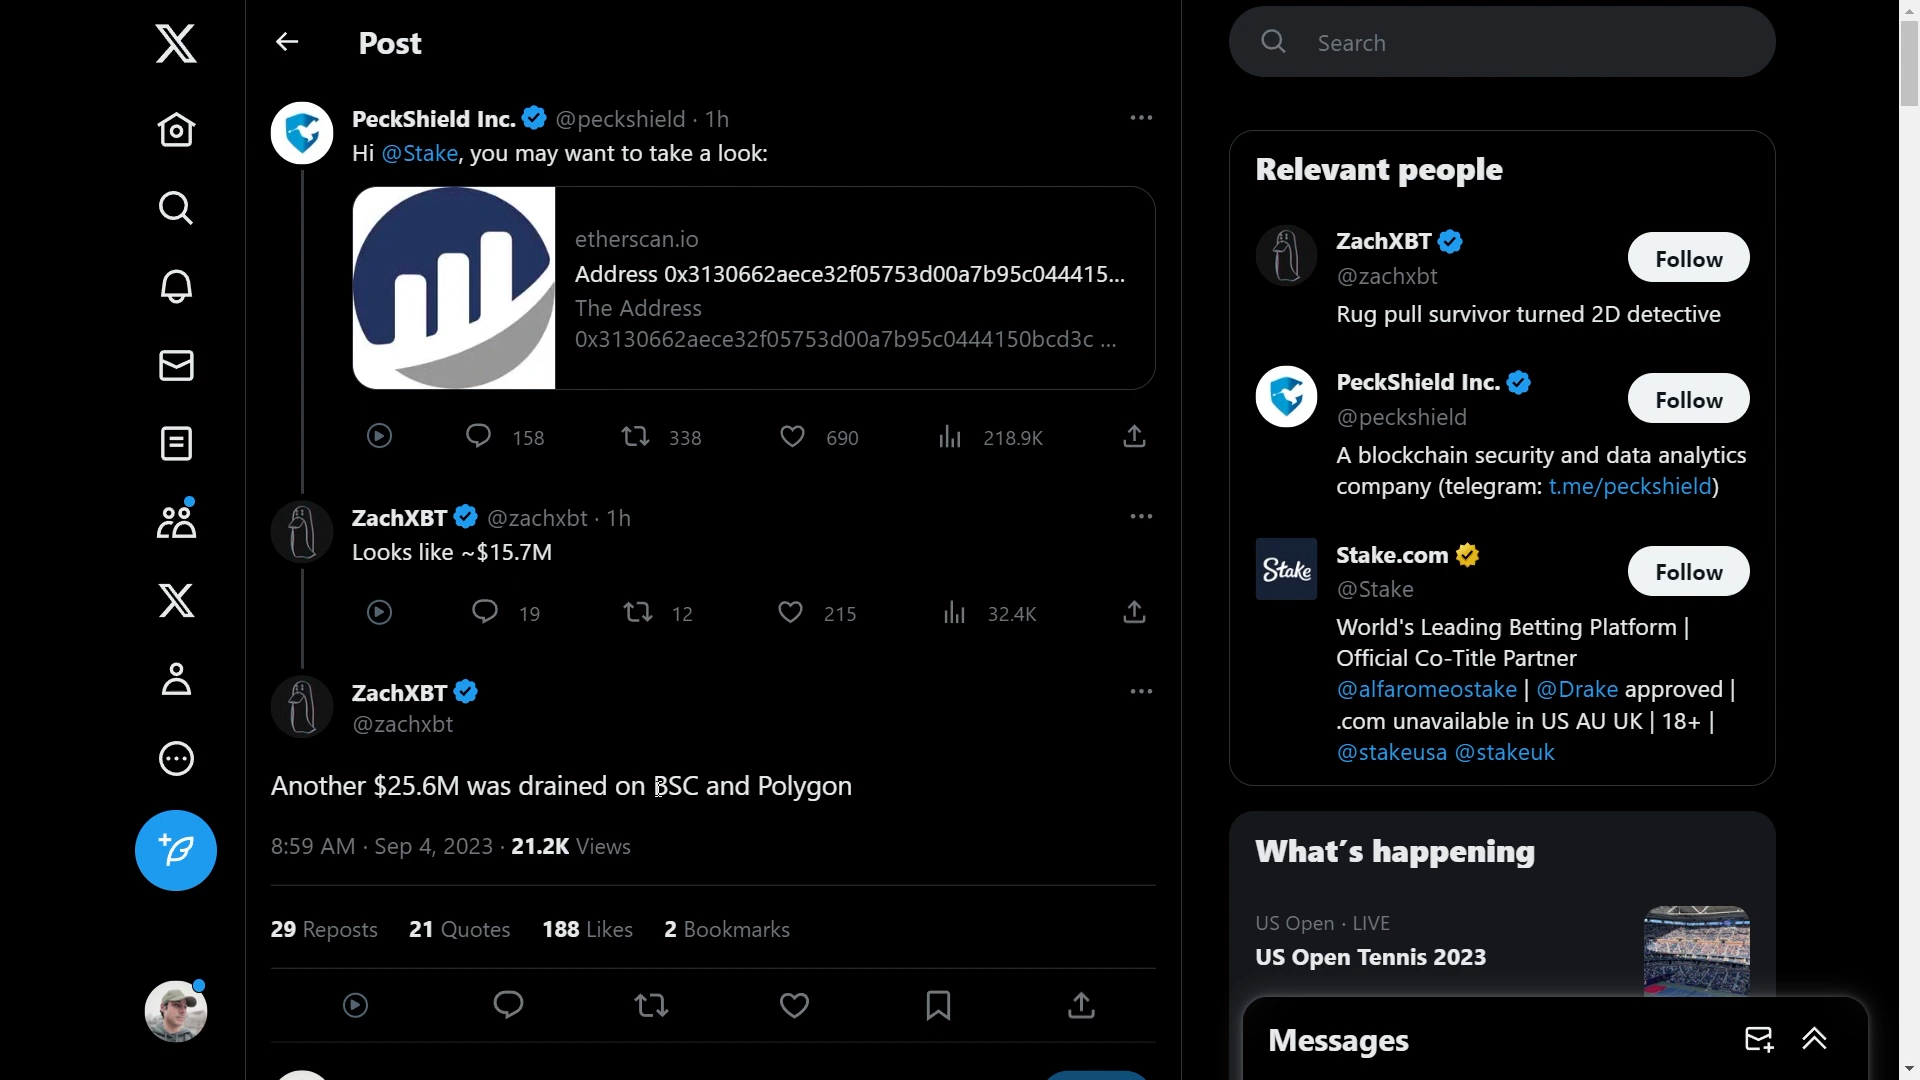 Post
PeckShield Inc. @peckshield · 1h
Hi @Stake, you may want to take a look:
etherscan.io
Address 0x3130662aece32f05753d00a7b95c044415...
The Address
0x3130662aece32f05753d00a7b95c0444150bcd3c ...
158 338 690 218.9K
ZachXBT @zachxbt · 1h
Looks like ~$15.7M
19 12 215 32.4K
ZachXBT
@zachxbt
Another $25.6M was drained on BSC and Polygon
8:59 AM · Sep 4, 2023 · 21.2K Views
29 Reposts 21 Quotes 188 Likes 2 Bookmarks
Search
Relevant people
ZachXBT
@zachxbt
Follow
Rug pull survivor turned 2D detective
PeckShield Inc.
@peckshield
Follow
A blockchain security and data analytics
company (telegram: t.me/peckshield)
Stake
Stake.com
@Stake
Follow
World's Leading Betting Platform |
Official Co-Title Partner
@alfaromeostake | @Drake approved |
.com unavailable in US AU UK | 18+ |
@stakeusa @stakeuk
What's happening
US Open · LIVE
US Open Tennis 2023
Messages